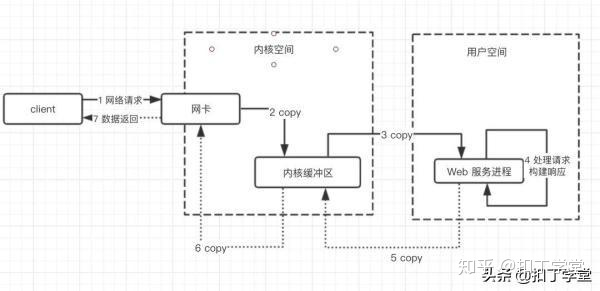 内核空间
用户空间
client
1 网络请求
7 数据返回
网卡
2 copy
3 copy
内核缓冲区
Web 服务进程
4 处理请求
构建响应
6 copy
5 copy
知乎 @扣丁学堂
头条 @扣丁学堂